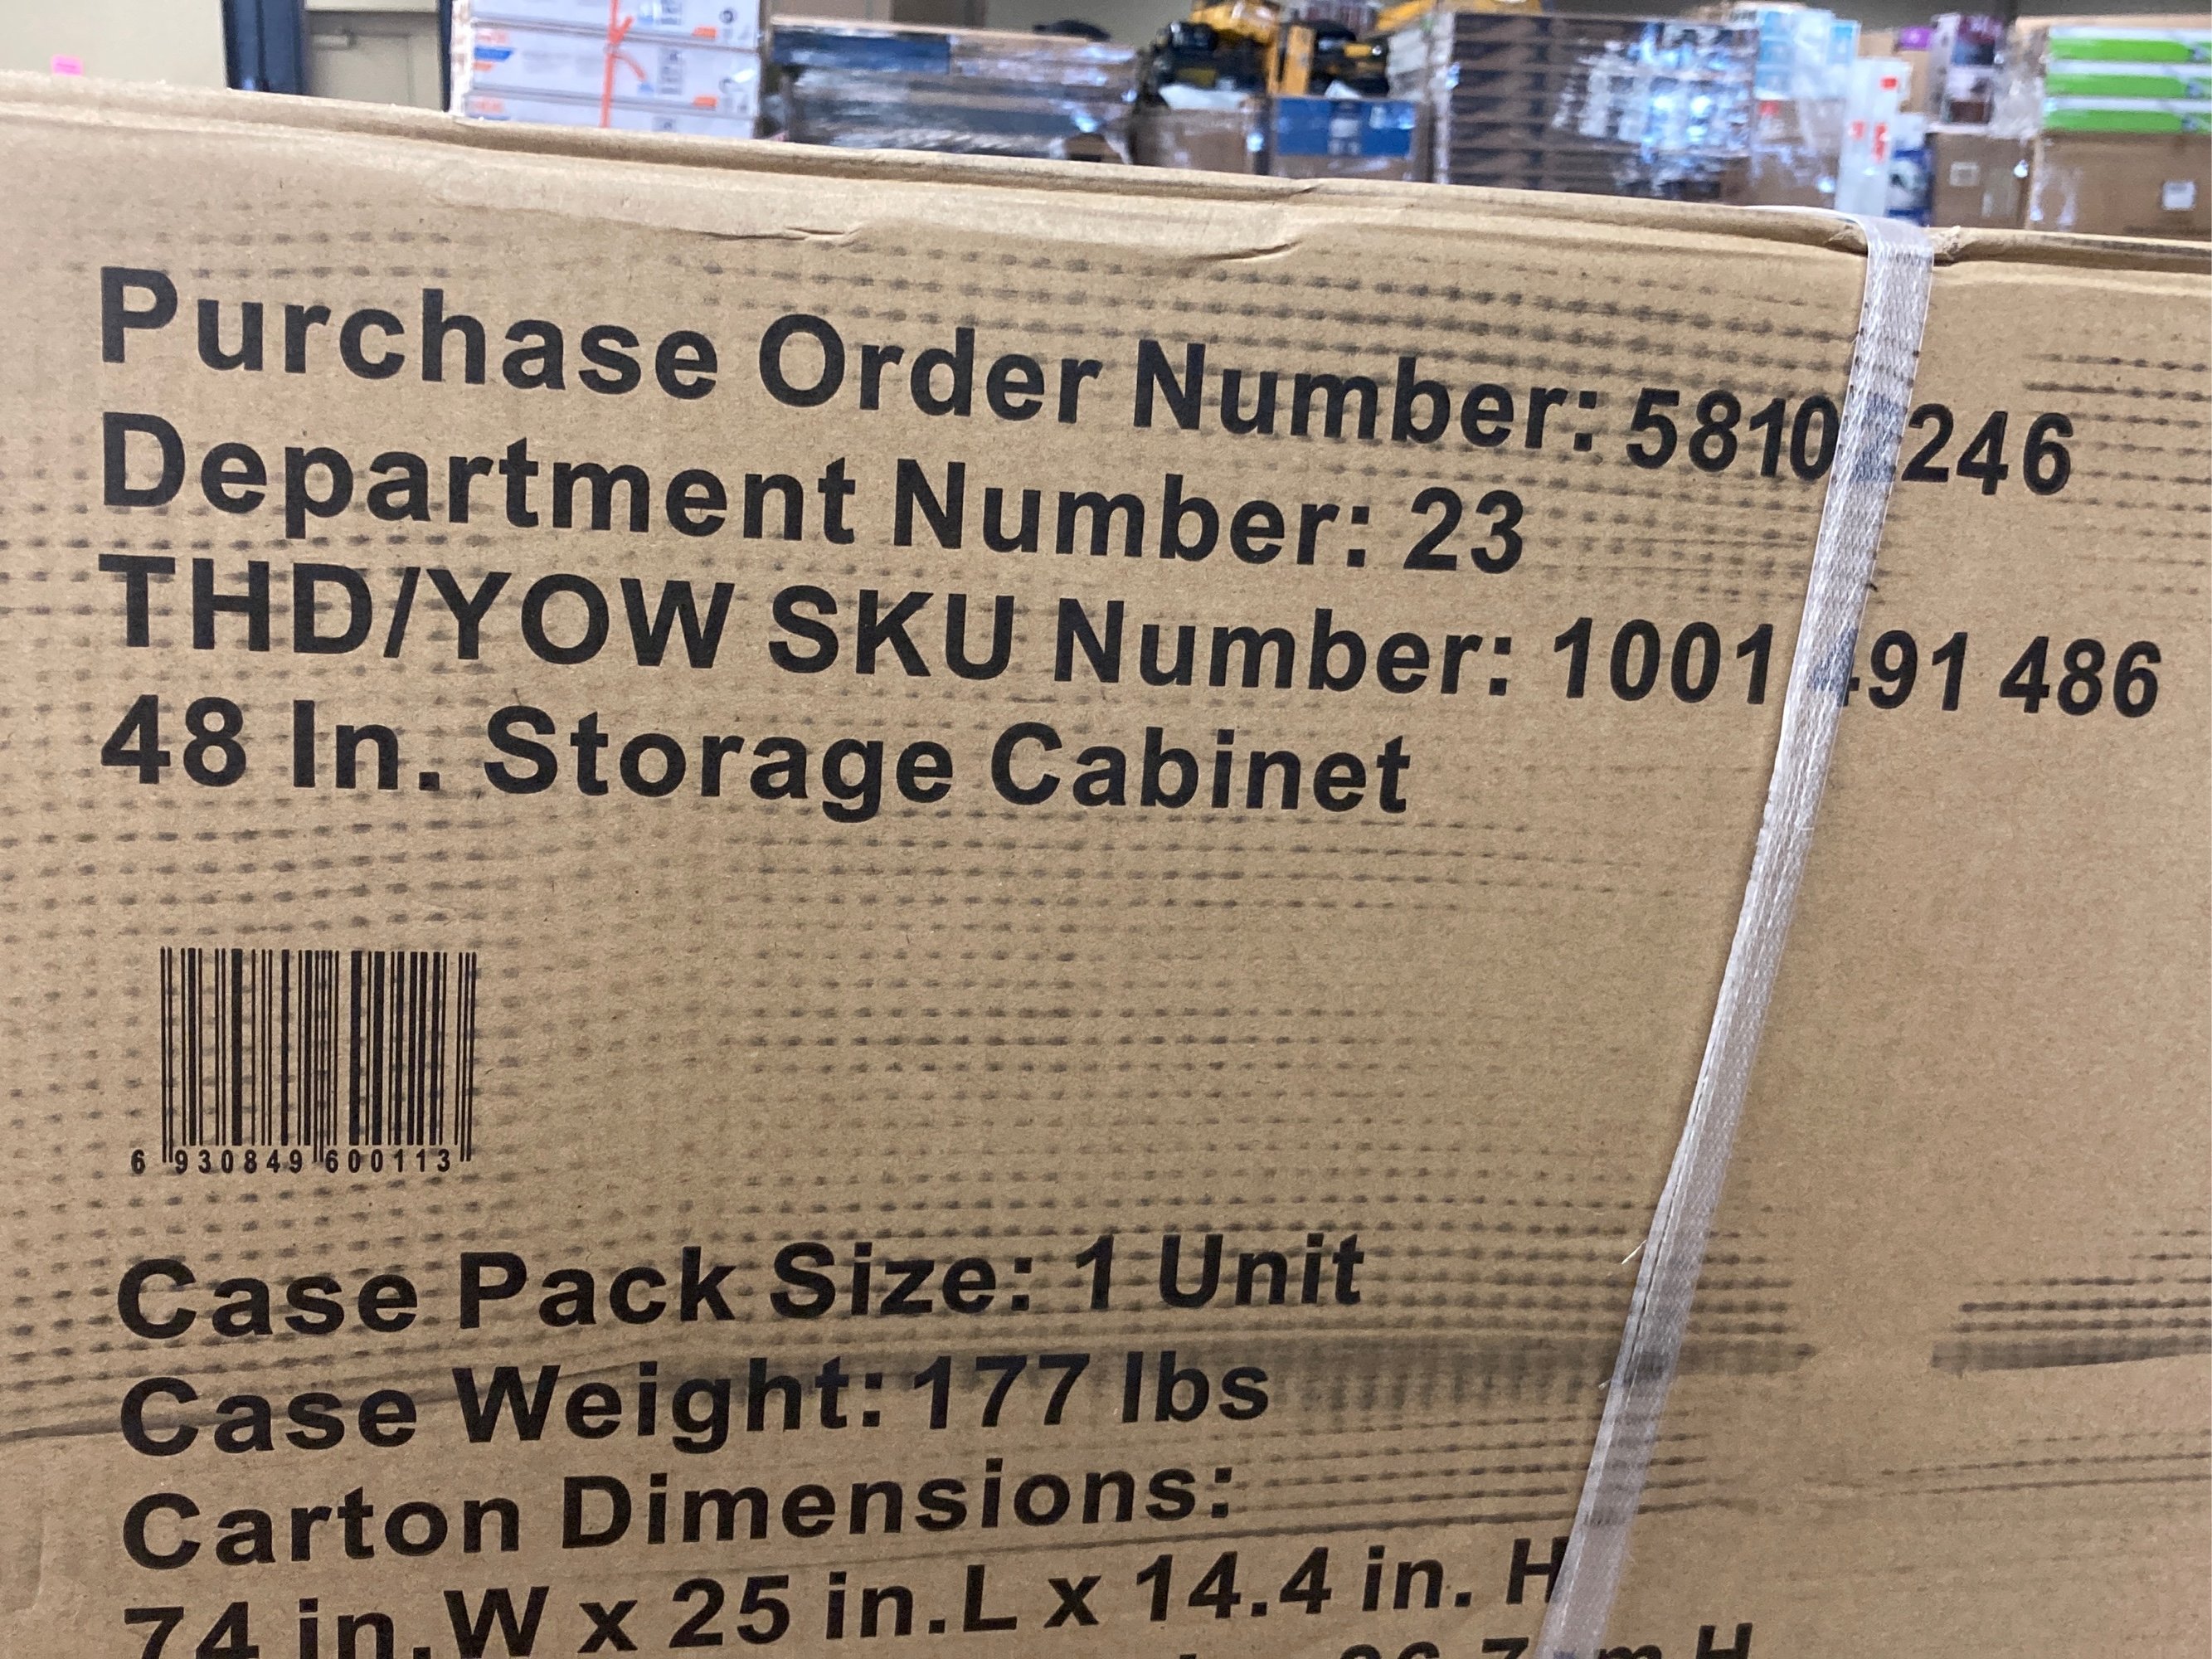 Purchase Order Number:
Department Number: 23
THD/YOW SKU Number: 1001 486
48 In. Storage Cabinet
6 930849 600113
Case Pack Size: 1 Unit
Case Weight: 177 lbs
Carton Dimensions:
74 in.W x 25 in.L x 14.4 in. H